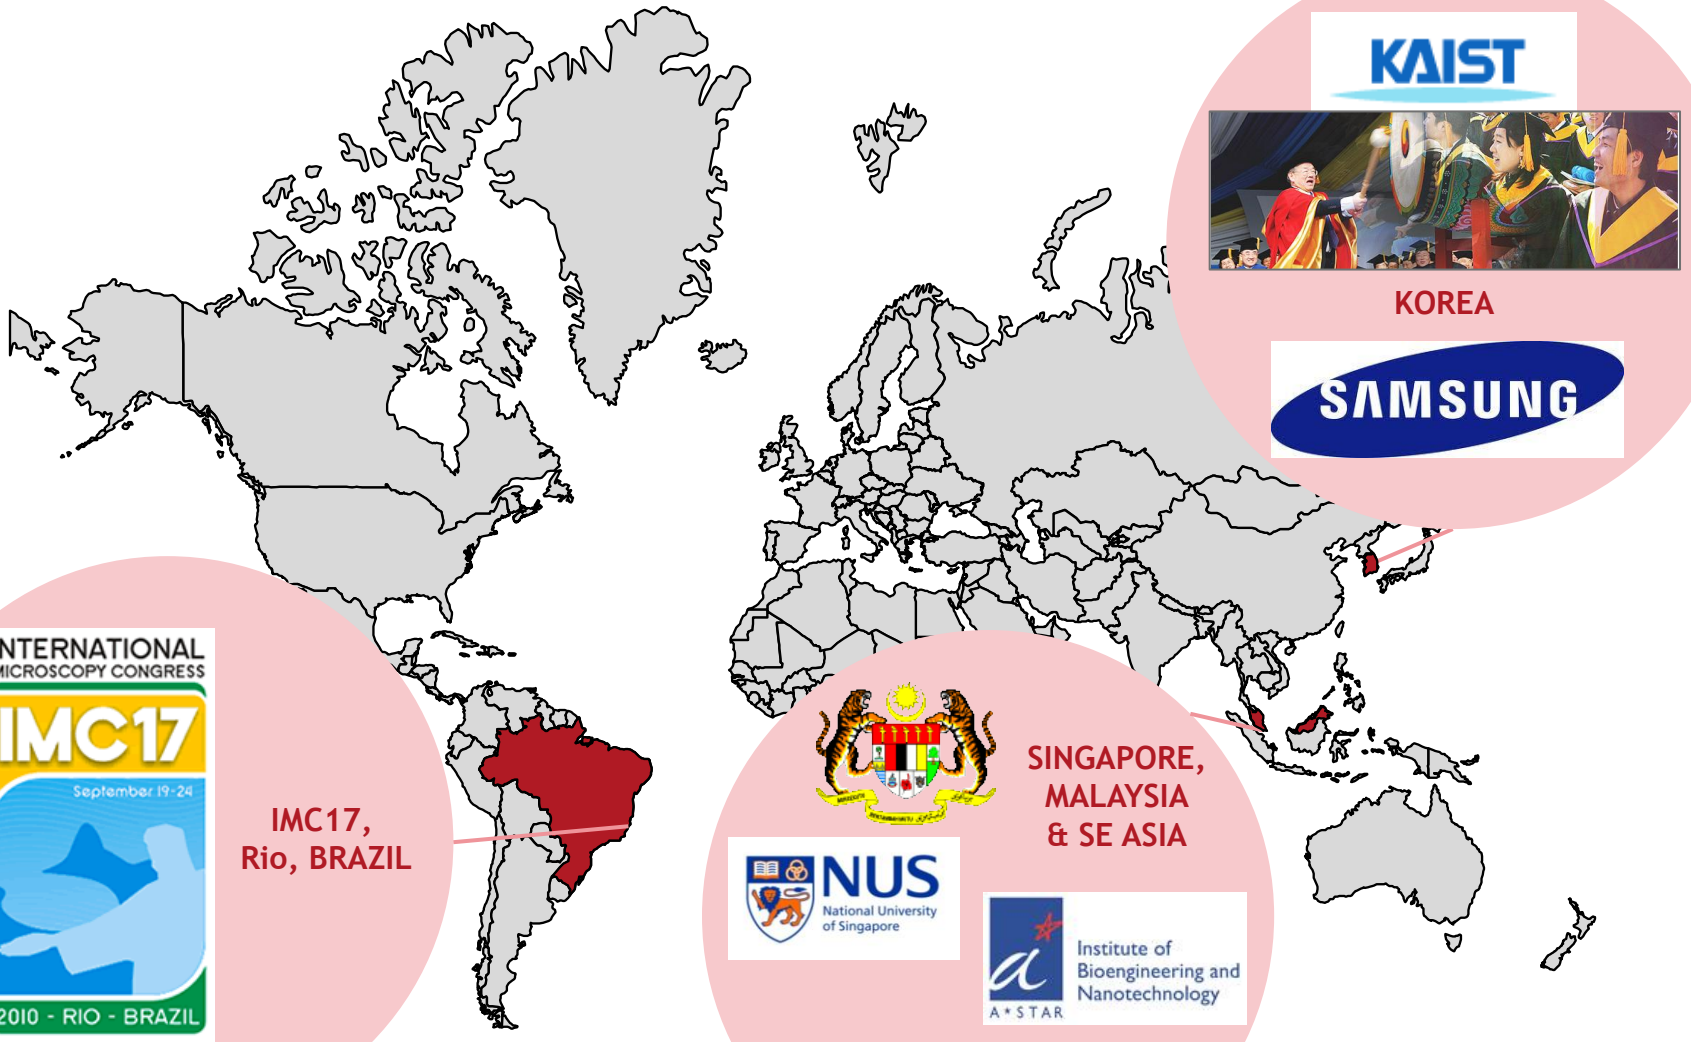 KAIST
KOREA
SAMSUNG
INTERNATIONAL
MICROSCOPY CONGRESS
IMC17
September 19-24
2010 - RIO - BRAZIL
IMC17,
Rio, BRAZIL
SINGAPORE,
MALAYSIA
& SE ASIA
NUS
National University
of Singapore
a
A*STAR
Institute of
Bioengineering and
Nanotechnology